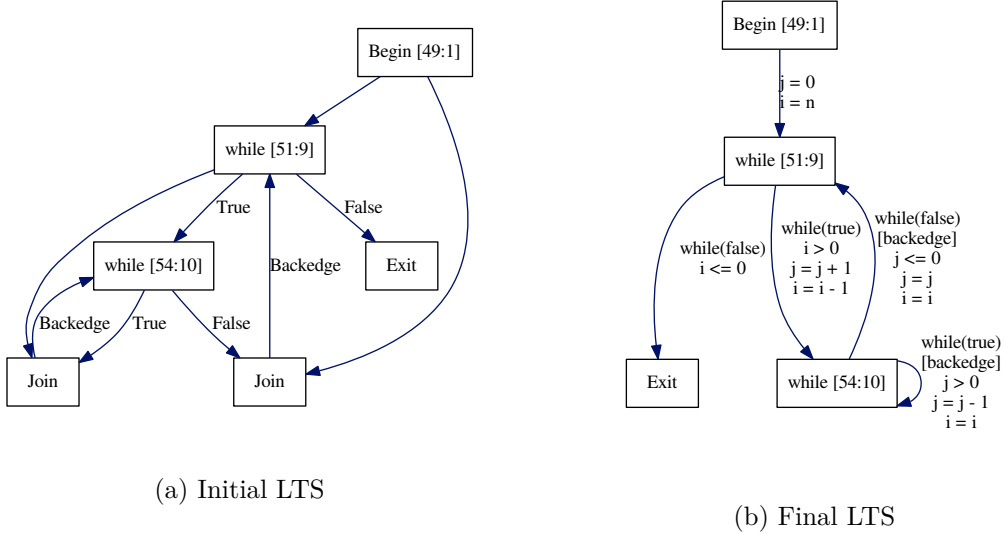 Begin [49:1]
while [51:9]
True
False
while [54:10]
Backedge
Exit
Backedge
True
False
Join
Join
(a) Initial LTS
Begin [49:1]
j = 0
i = n
while [51:9]
while(false)
i <= 0
while(true)
i > 0
j = j + 1
i = i - 1
while(false)
[backedge]
j <= 0
j = j
i = i
Exit
while [54:10]
while(true)
[backedge]
j > 0
j = j - 1
i = i
(b) Final LTS